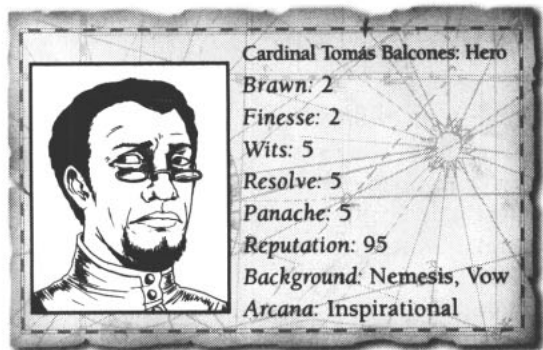 Cardinal Tomás Balcones: Hero
Brawn: 2
Finesse: 2
Wits: 5
Resolve: 5
Panache: 5
Reputation: 95
Background: Nemesis, Vow
Arcana: Inspirational